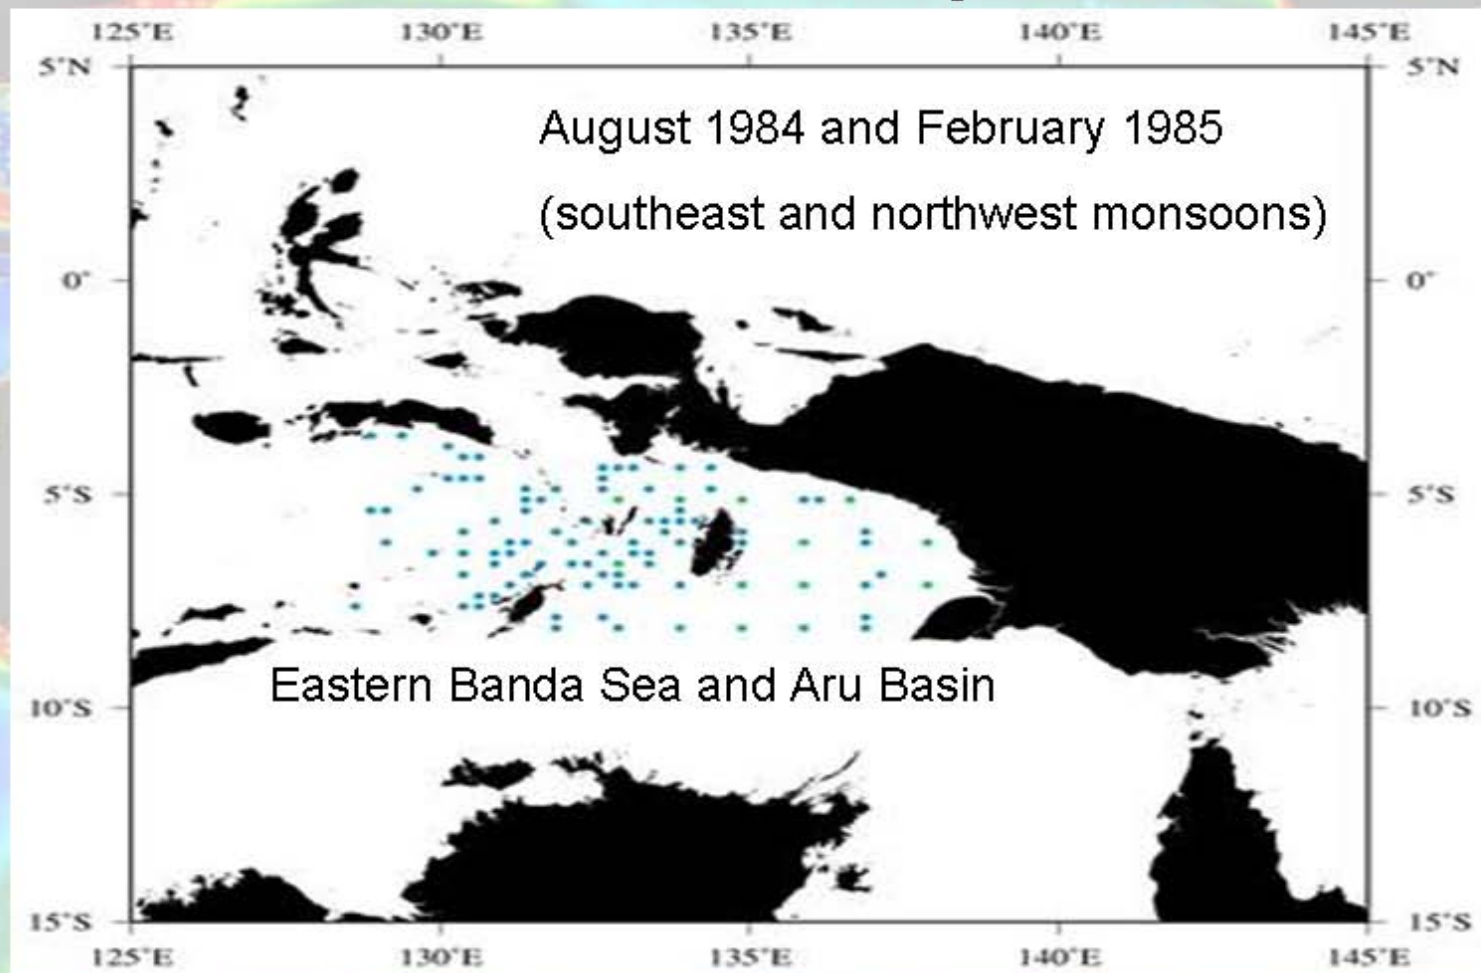 125°E 130°E 135°E 140°E 145°E
5°N 5°N
August 1984 and February 1985
(southeast and northwest monsoons)
0° 0°
5°S 5°S
Eastern Banda Sea and Aru Basin
10°S 10°S
15°S 15°S
125°E 130°E 135°E 140°E 145°E